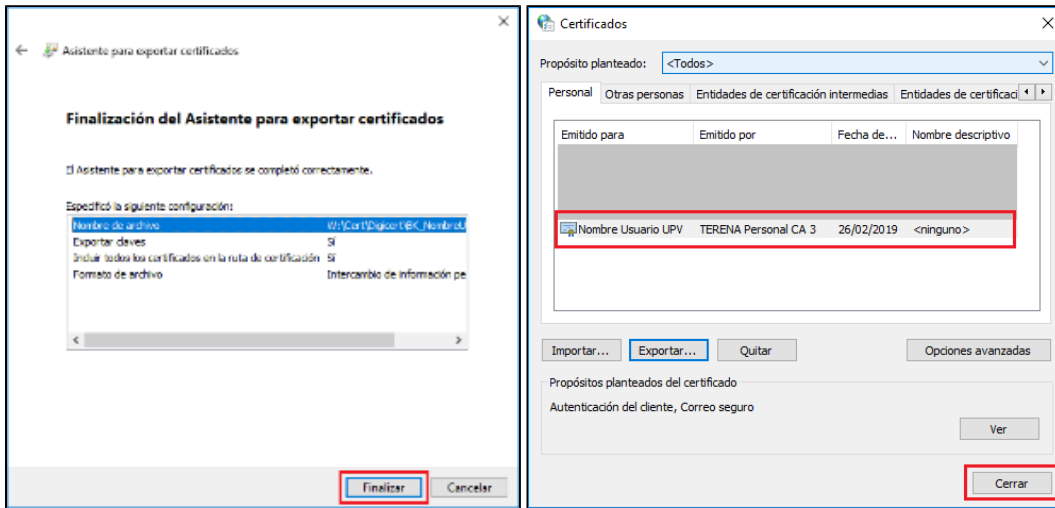 Asistente para exportar certificados
Finalización del Asistente para exportar certificados
El Asistente para exportar certificados se completó correctamente.
Especificó la siguiente configuración:
Nombre de archivo W:\Cert\Digicert\BK_NombreU
Exportar claves Sí
Incluir todos los certificados en la ruta de certificación Sí
Formato de archivo Intercambio de información pe
Finalizar Cancelar
Certificados
Propósito planteado: <Todos>
Personal Otras personas Entidades de certificación intermedias Entidades de certificaci
Emitido para Emitido por Fecha de... Nombre descriptivo
Nombre Usuario UPV TERENA Personal CA 3 26/02/2019 <ninguno>
Importar... Exportar... Quitar Opciones avanzadas
Propósitos planteados del certificado
Autenticación del cliente, Correo seguro
Ver
Cerrar